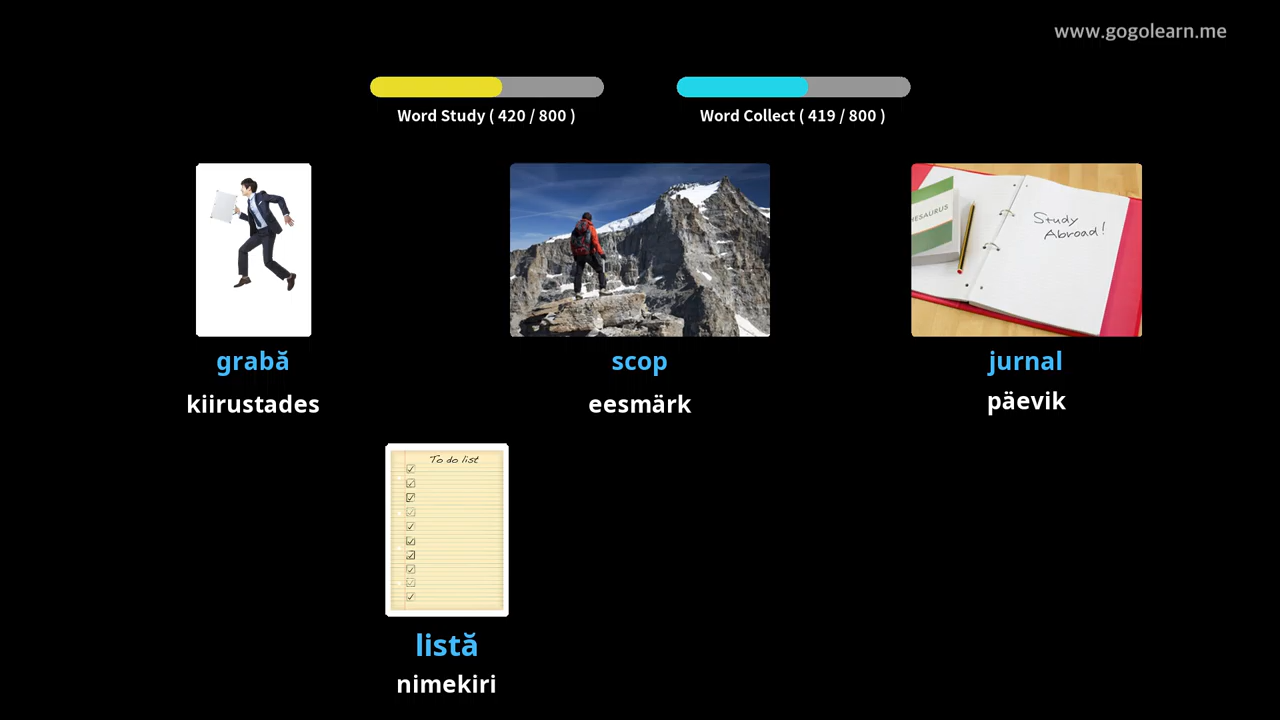 www.gogolearn.me
Word Study ( 420 / 800 )
Word Collect ( 419 / 800 )
ESAURUS
Study
Abroad!
grabă
scop
jurnal
kiirustades
eesmärk
päevik
To do list
listă
nimekiri